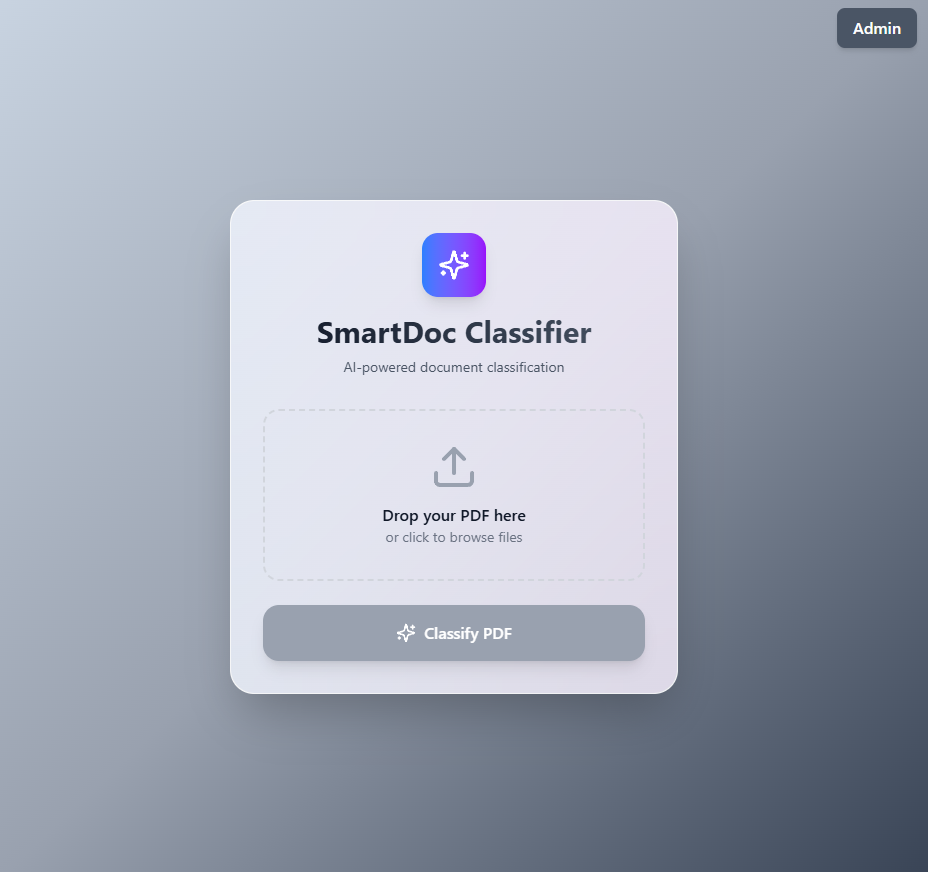 Admin
SmartDoc Classifier
AI-powered document classification
Drop your PDF here
or click to browse files
Classify PDF